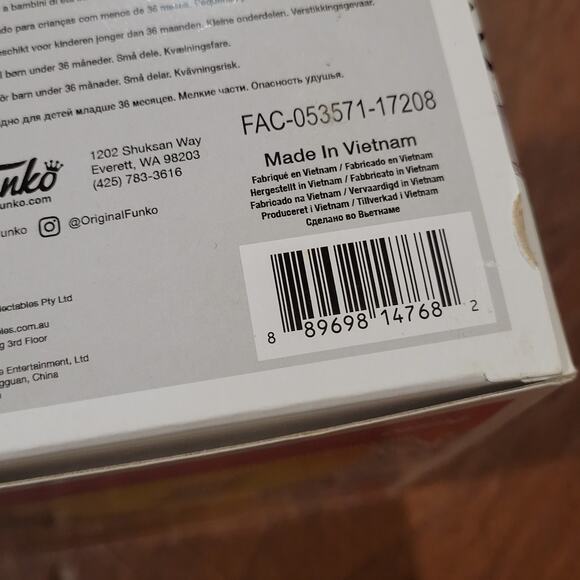 a bambini di età
do para crianças com menos de 36 meses.
schikt voor kinderen jonger dan 36 maanden. Kleine onderdelen. Verstikkingsgevaar.
l børn under 36 måneder. Små dele. Kvælningsfare.
ör barn under 36 månader. Små delar. Kvävningsrisk.
дно для детей младше 36 месяцев. Мелкие части. Опасность удушья.
FAC-053571-17208
Made In Vietnam
Fabriqué en Vietnam / Fabricado en Vietnam
Hergestellt in Vietnam / Fabbricato in Vietnam
Fabricado na Vietnam / Vervaardigd in Vietnam
Produceret i Vietnam / Tillverkad i Vietnam
Сделано во Вьетнаме
unko
unko.com
1202 Shuksan Way
Everett, WA 98203
(425) 783-3616
unko
@OriginalFunko
ectables Pty Ltd
les.com.au
g 3rd Floor
e Entertainment, Ltd
gguan, China
8 89698 14768 2